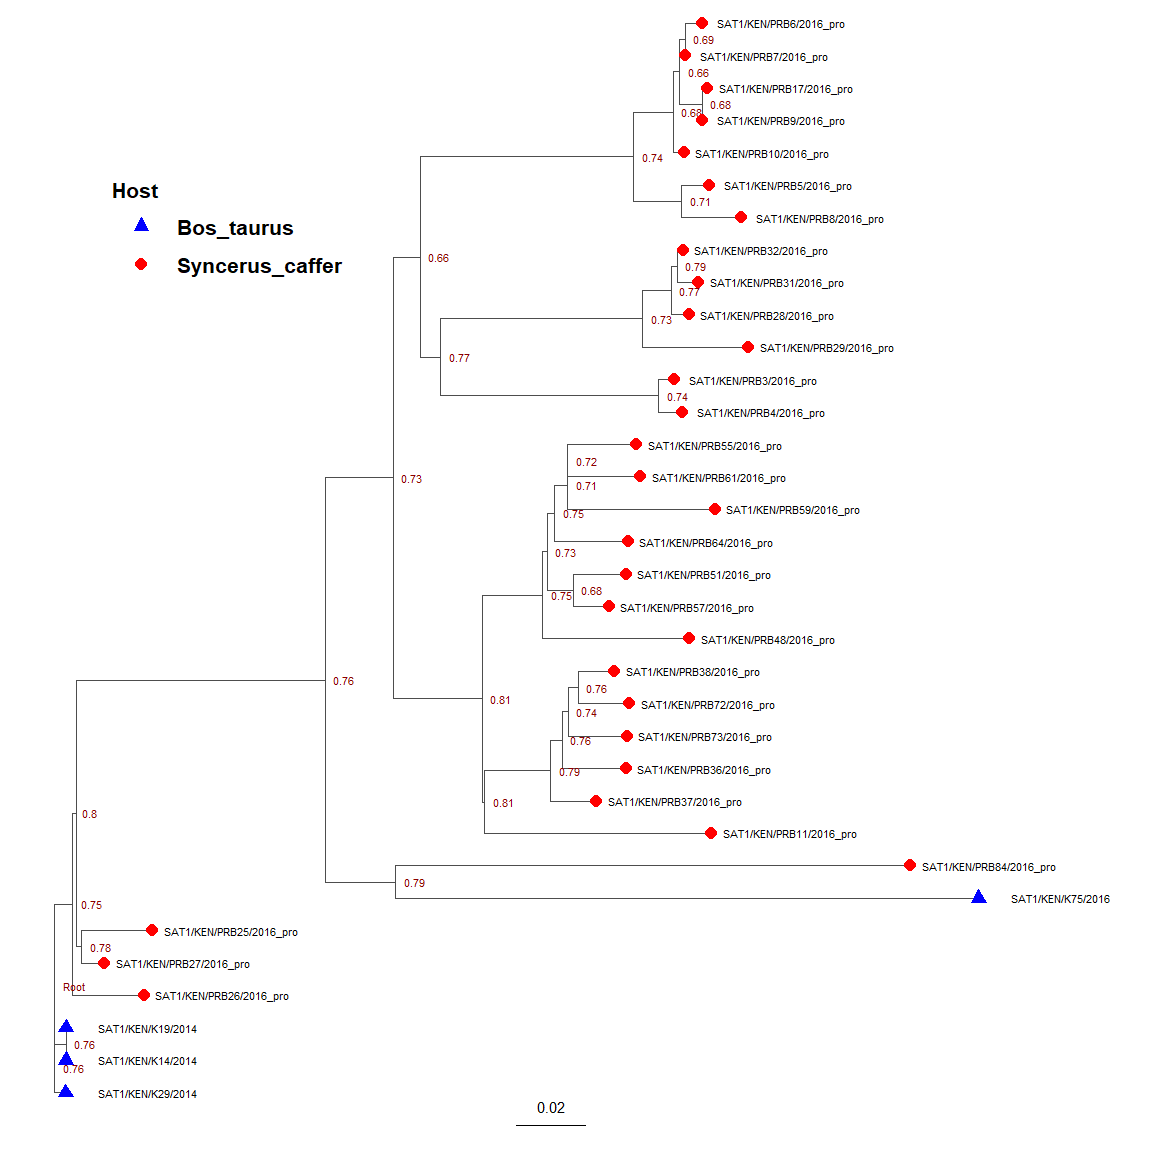 SAT1/KEN/PRB6/2016_pro
0.69
SAT1/KEN/PRB7/2016_pro
0.66
SAT1/KEN/PRB17/2016_pro
0.68
0.68
SAT1/KEN/PRB9/2016_pro
SAT1/KEN/PRB10/2016_pro
0.74
SAT1/KEN/PRB5/2016_pro
0.71
SAT1/KEN/PRB8/2016_pro
Host
Bos_taurus
Syncerus_caffer
0.66
SAT1/KEN/PRB32/2016_pro
0.79
SAT1/KEN/PRB31/2016_pro
0.77
SAT1/KEN/PRB28/2016_pro
0.73
SAT1/KEN/PRB29/2016_pro
0.77
SAT1/KEN/PRB3/2016_pro
0.74
SAT1/KEN/PRB4/2016_pro
0.73
SAT1/KEN/PRB55/2016_pro
0.72
SAT1/KEN/PRB61/2016_pro
0.71
SAT1/KEN/PRB59/2016_pro
0.75
SAT1/KEN/PRB64/2016_pro
0.73
SAT1/KEN/PRB51/2016_pro
0.75
0.68
SAT1/KEN/PRB57/2016_pro
SAT1/KEN/PRB48/2016_pro
0.76
0.81
SAT1/KEN/PRB38/2016_pro
0.76
SAT1/KEN/PRB72/2016_pro
0.74
SAT1/KEN/PRB73/2016_pro
0.76
SAT1/KEN/PRB36/2016_pro
0.79
SAT1/KEN/PRB37/2016_pro
0.81
SAT1/KEN/PRB11/2016_pro
0.8
SAT1/KEN/PRB84/2016_pro
0.79
SAT1/KEN/K75/2016
0.75
SAT1/KEN/PRB25/2016_pro
0.78
SAT1/KEN/PRB27/2016_pro
Root
SAT1/KEN/PRB26/2016_pro
SAT1/KEN/K19/2014
0.76
SAT1/KEN/K14/2014
0.76
SAT1/KEN/K29/2014
0.02